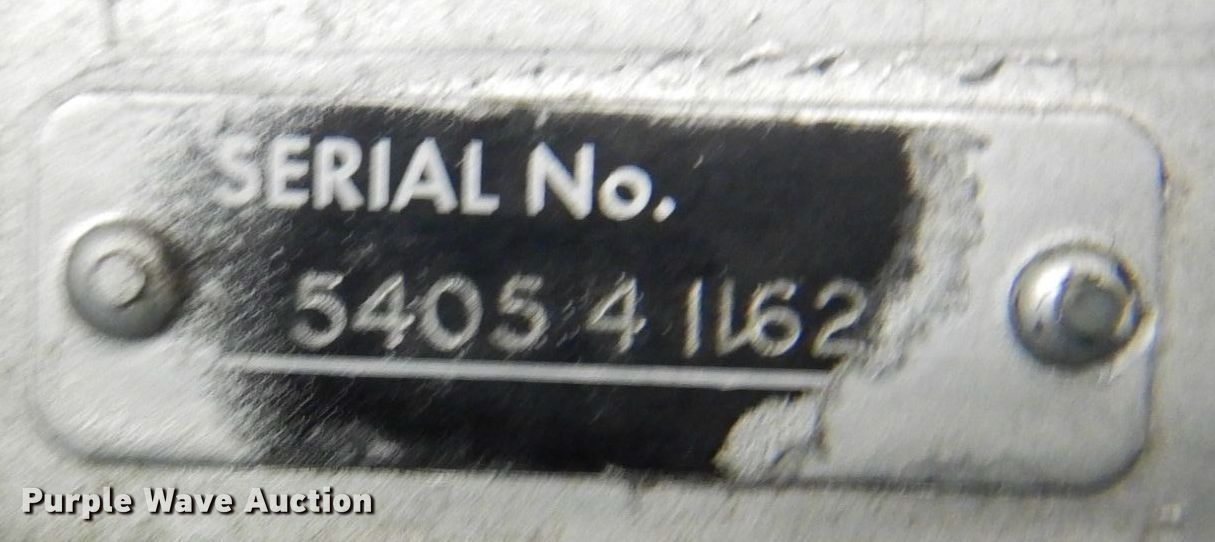 SERIAL No.
5405 4 1162
Purple Wave Auction